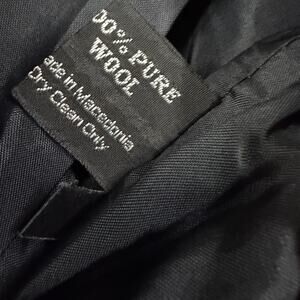 00% PURE
WOOL
ade in Macedonia
Dry Clean Only